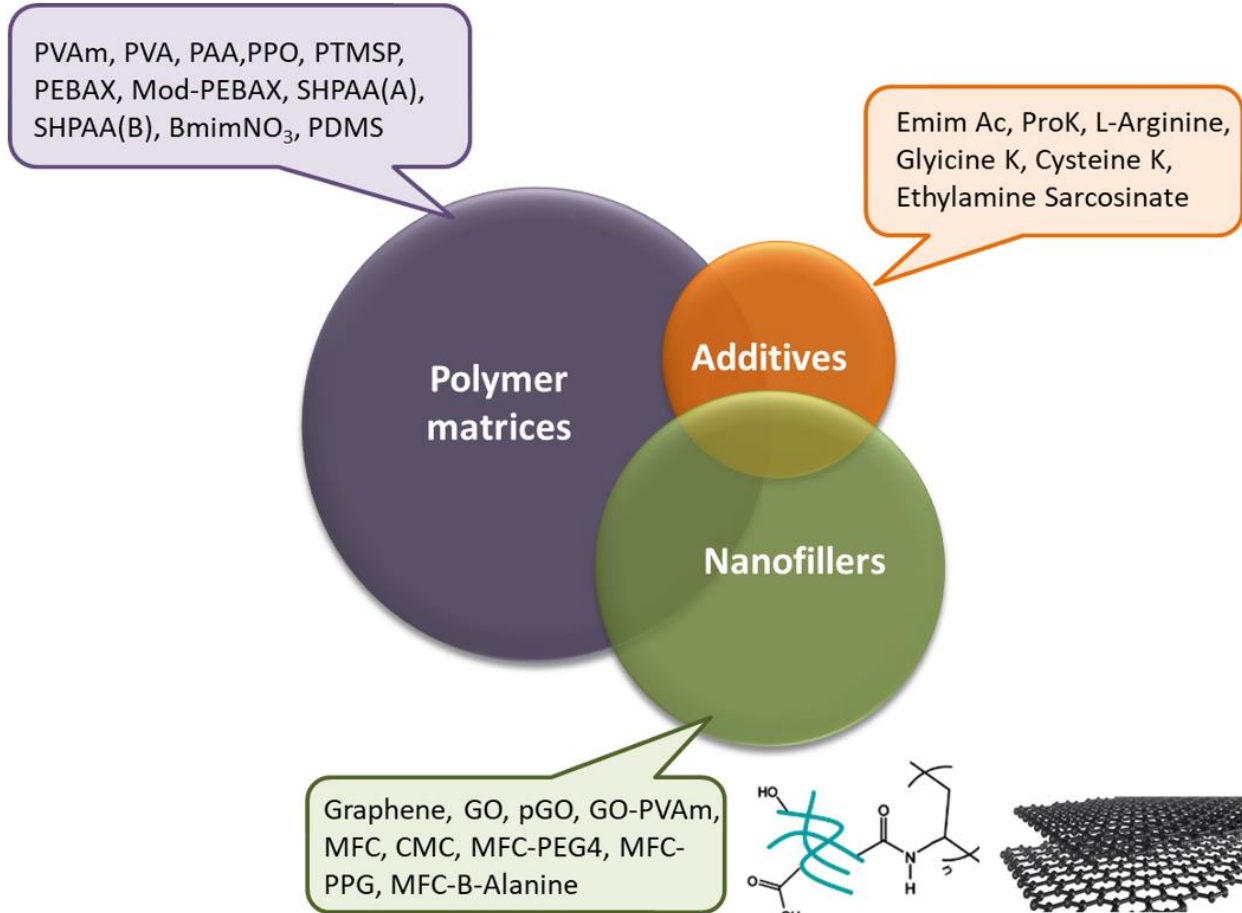 PVAm, PVA, PAA,PPO, PTMSP,
PEBAX, Mod-PEBAX, SHPAA(A),
SHPAA(B), BmimNO₃, PDMS
Emim Ac, ProK, L-Arginine,
Glyicine K, Cysteine K,
Ethylamine Sarcosinate
Additives
Polymer
matrices
Nanofillers
Graphene, GO, pGO, GO-PVAm,
MFC, CMC, MFC-PEG4, MFC-
PPG, MFC-B-Alanine
HO
O
N
H
O